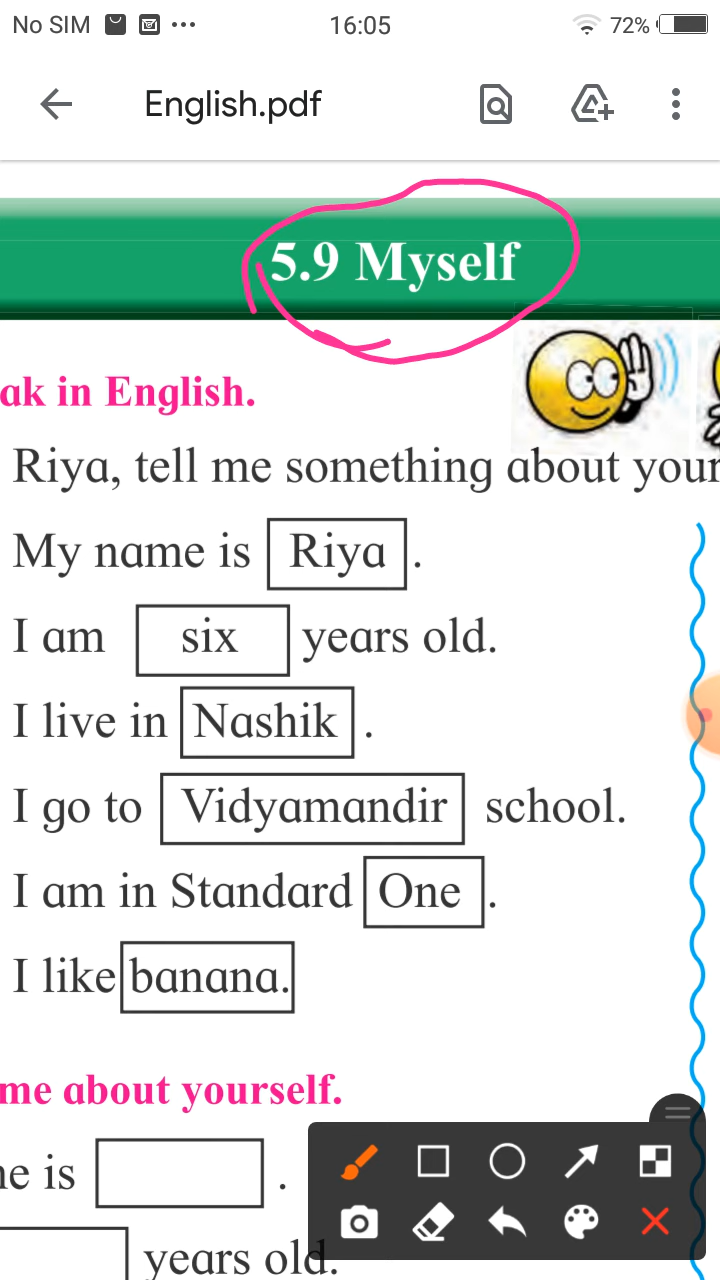 No SIM ••• 16:05 72%
English.pdf
5.9 Myself
ak in English.
Riya, tell me something about your
My name is Riya .
I am six years old.
I live in Nashik .
I go to Vidyamandir school.
I am in Standard One .
I like banana.
me about yourself.
ne is .
years old.